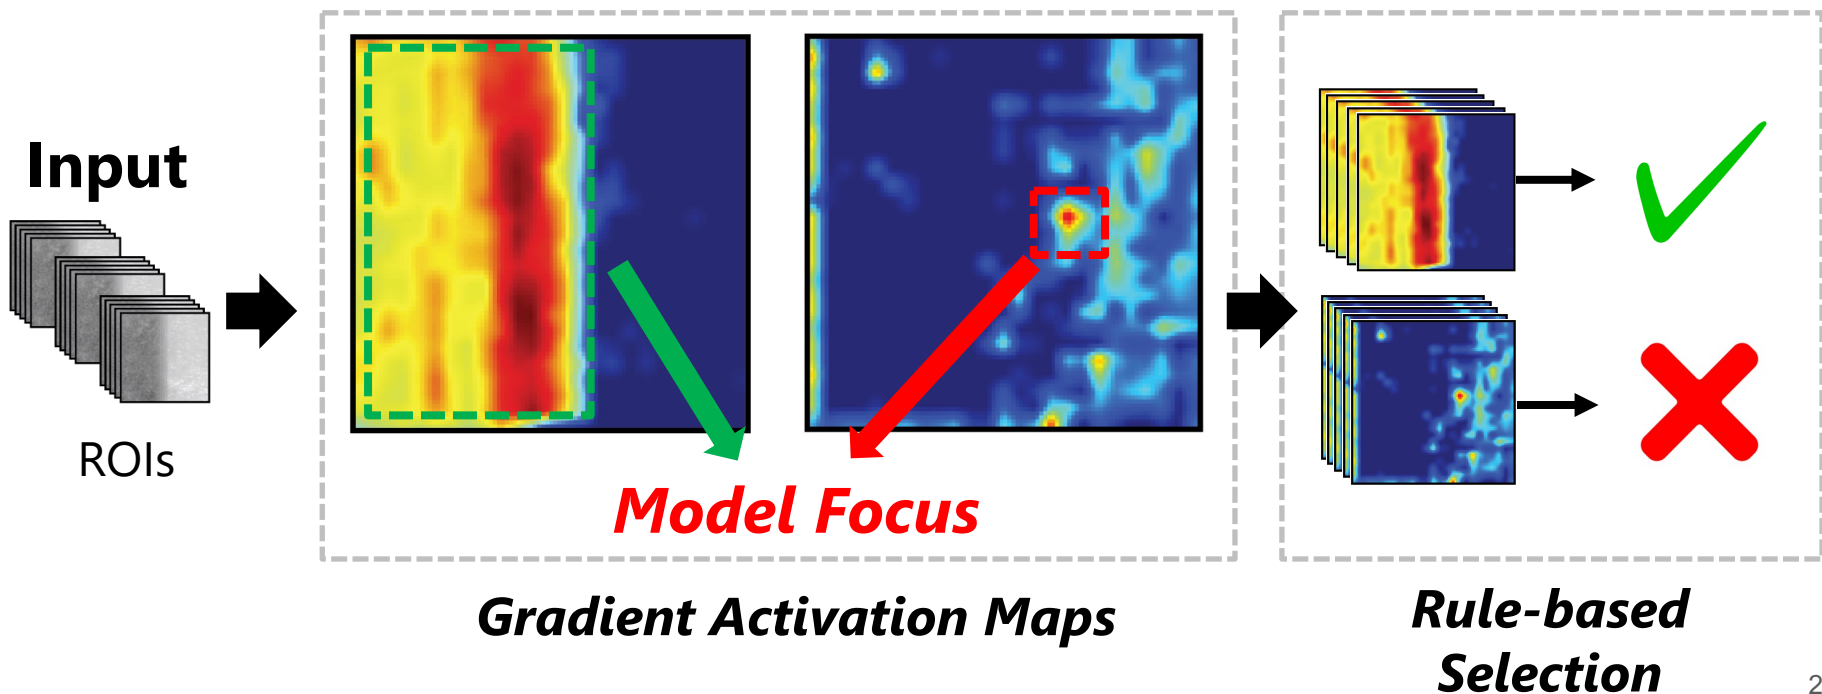 Input
ROIs
Model Focus
Gradient Activation Maps
Rule-based
Selection
2